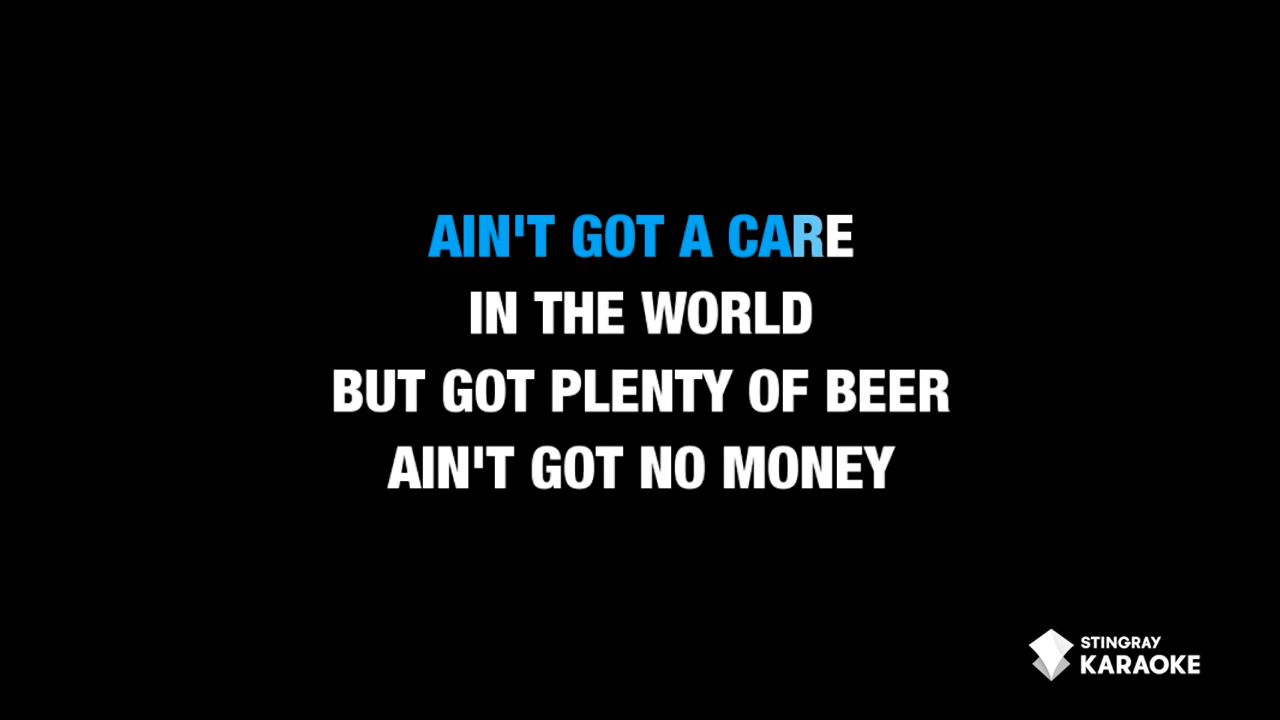 AIN'T GOT A CARE
IN THE WORLD
BUT GOT PLENTY OF BEER
AIN'T GOT NO MONEY
STINGRAY
KARAOKE